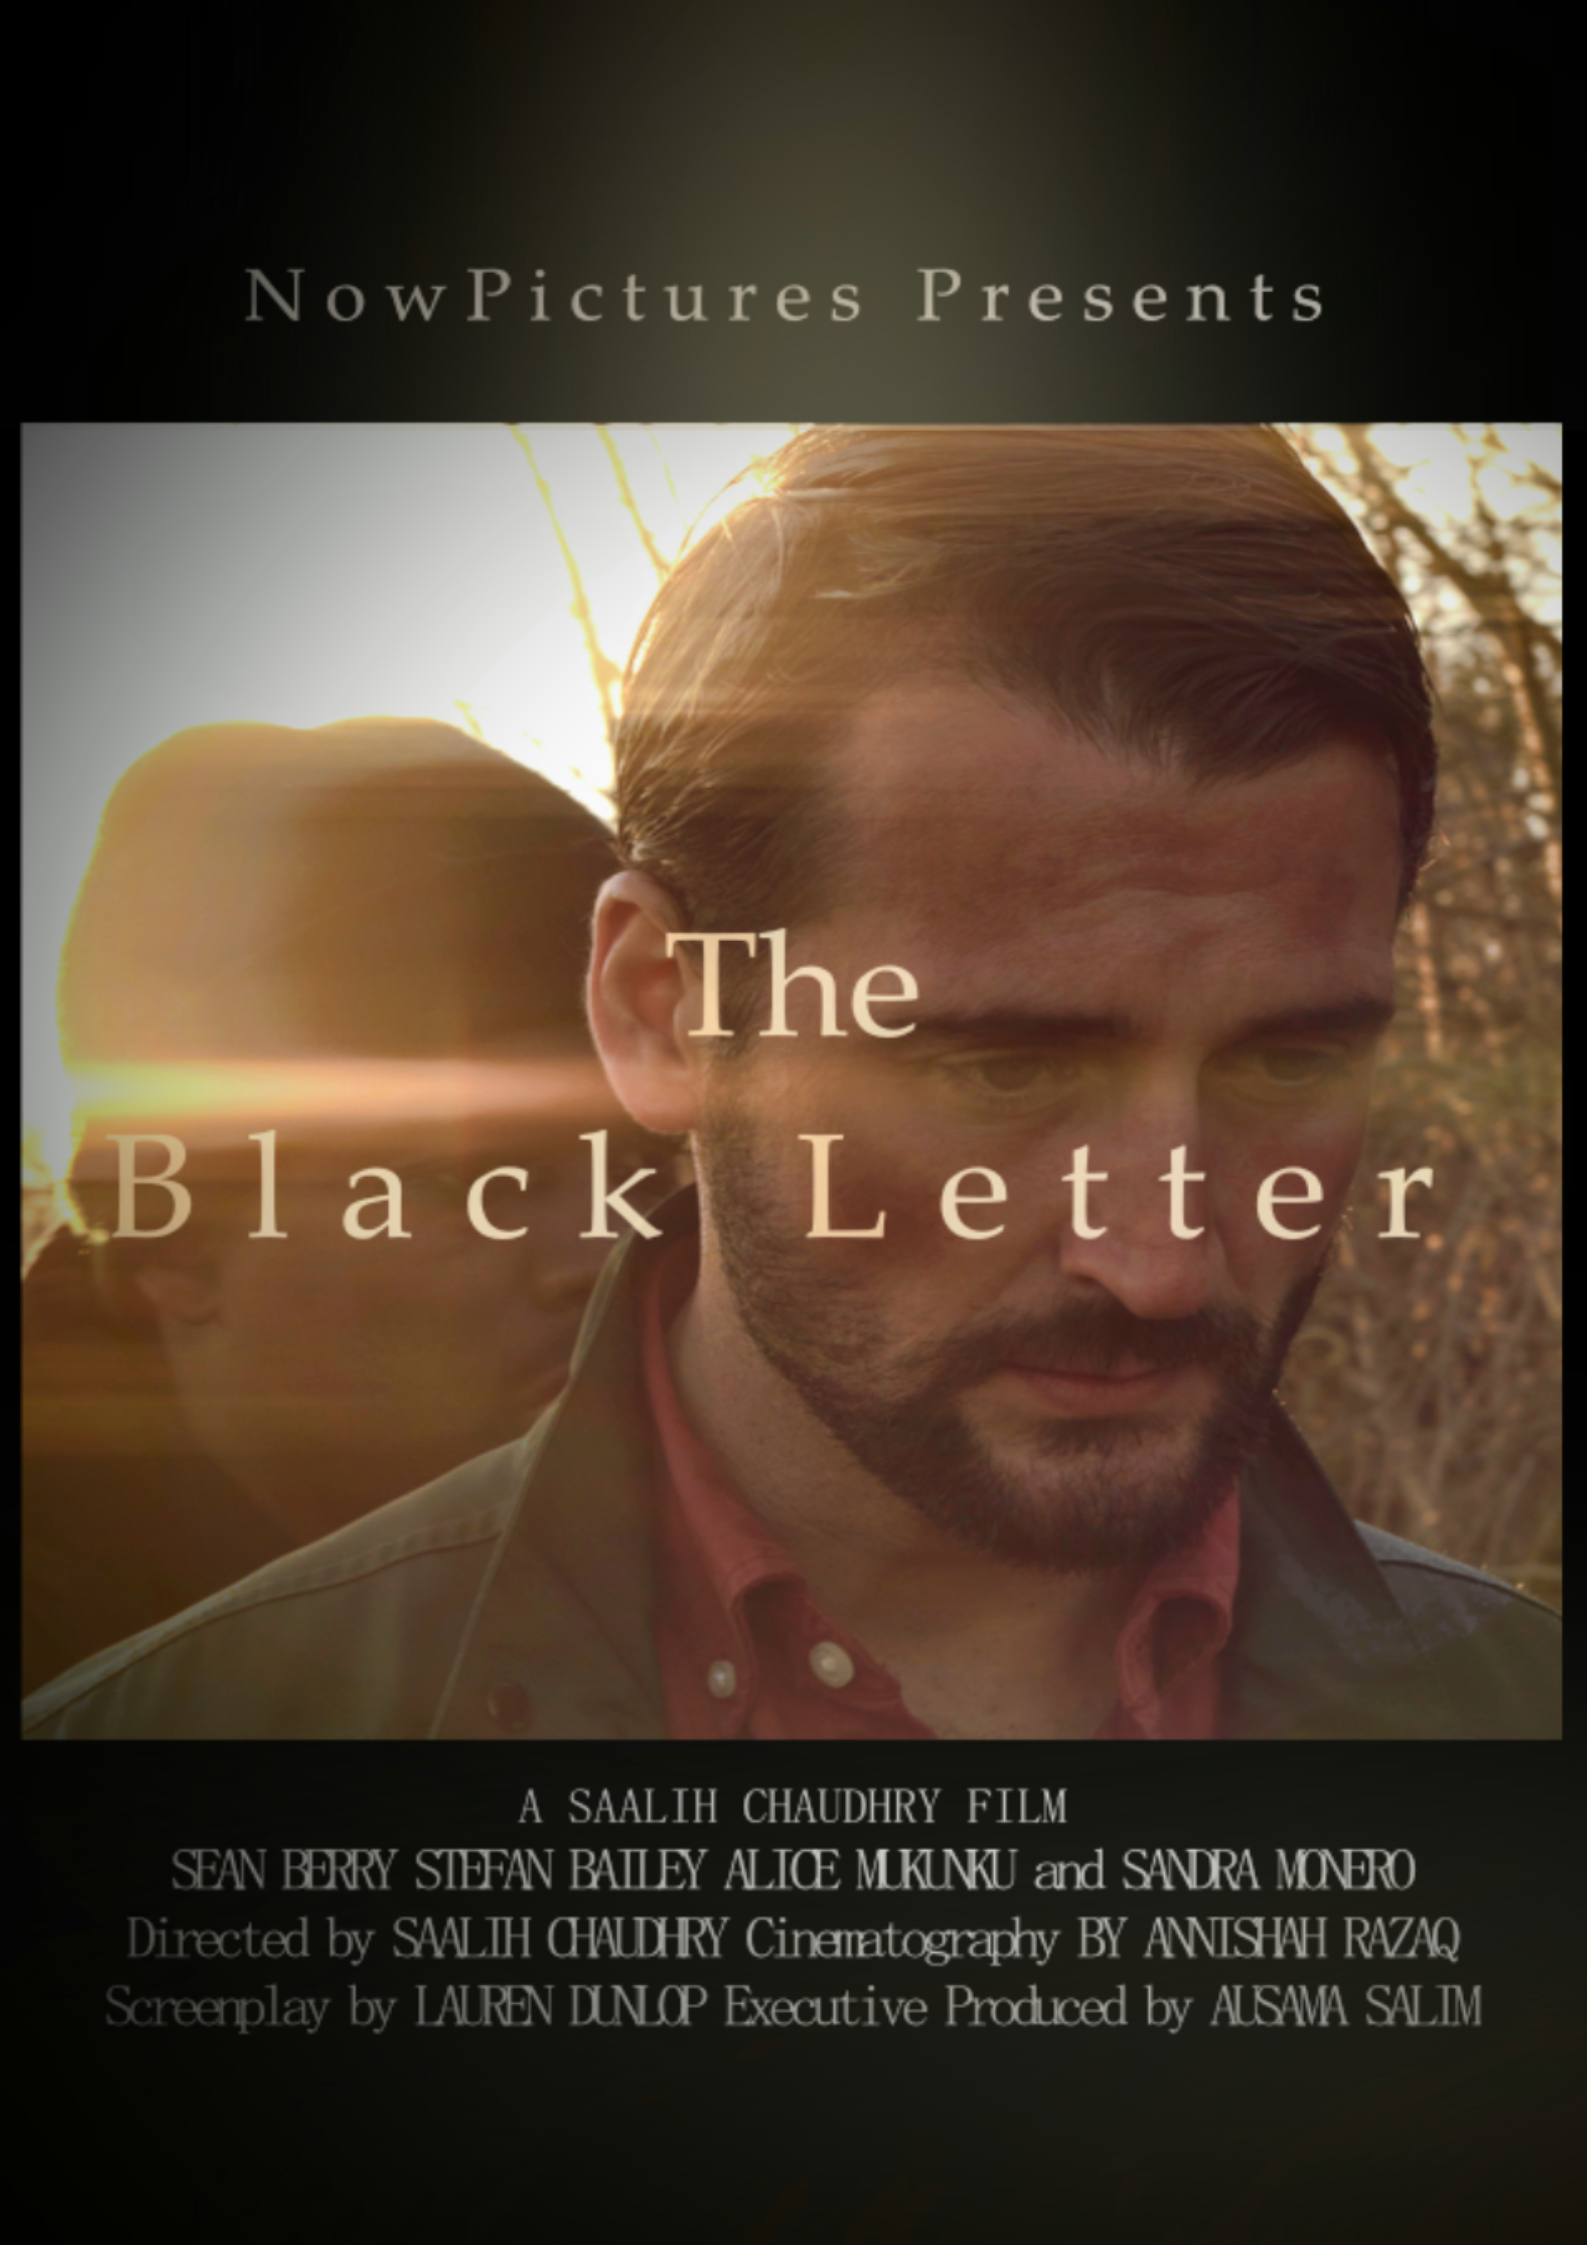 NowPictures Presents
The
Black Letter
A SAALIH CHAUDHRY FILM
SEAN BERRY STEFAN BAILEY ALICE MUKUNKU and SANDRA MONERO
Directed by SAALIH CHAUDHRY Cinematography BY ANNISHAH RAZAQ
Screenplay by LAUREN DUNLOP Executive Produced by AUSAMA SALIM